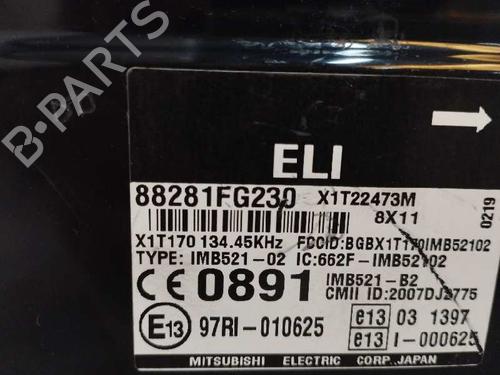 B-PARTS
ELI
88281FG230 X1T22473M
8X11
0219
X1T170 134.45KHz FCCID:BGBX1T170IMB52102
TYPE: IMB521-02 IC:662F-IMB52102
CE 0891 IMB521-B2
CMII ID:2007DJ2775
E13 97RI-010625
e13 03 1397
e13 I-000625
MITSUBISHI ELECTRIC CORP. JAPAN